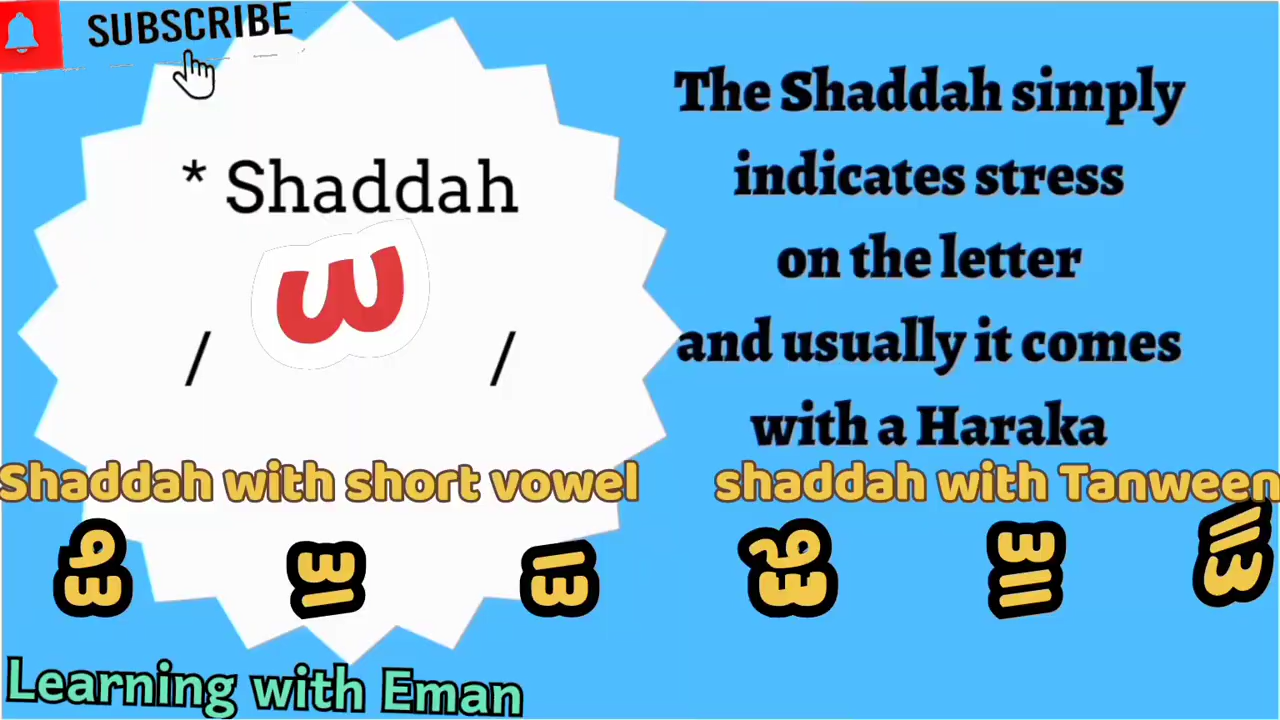 SUBSCRIBE
* Shaddah
ّ
/ /
The Shaddah simply
indicates stress
on the letter
and usually it comes
with a Haraka
Shaddah with short vowel
shaddah with Tanween
ُّ ِّ َّ
ٌّ ٍّ ًّ
Learning with Eman